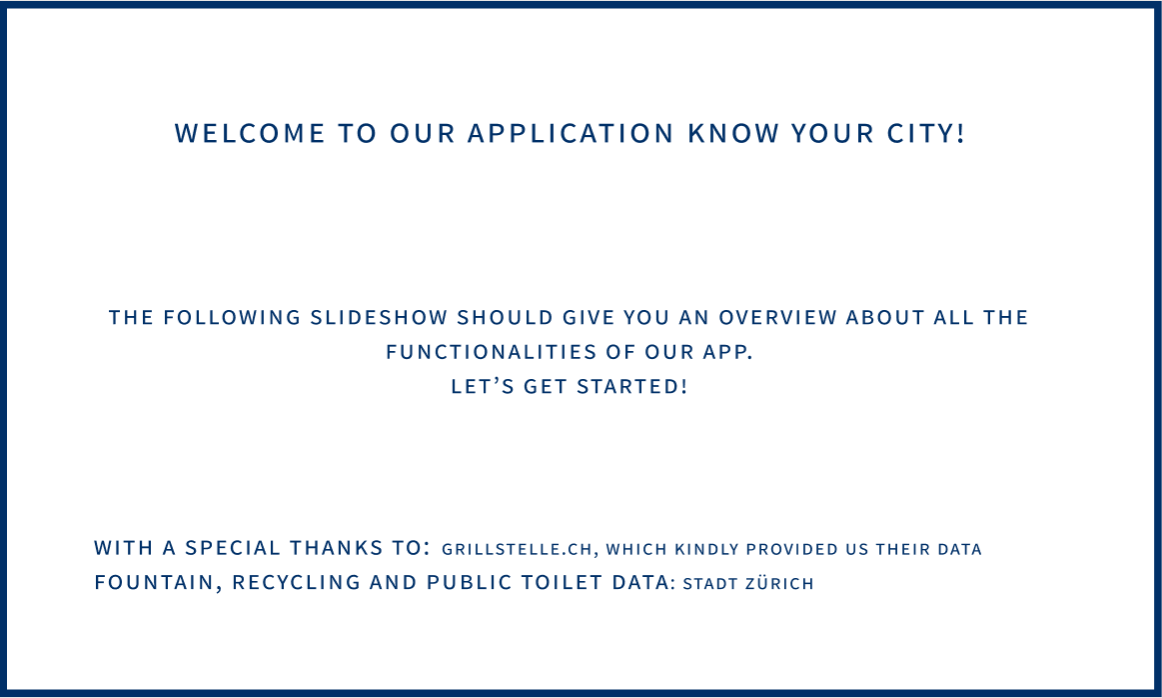 WELCOME TO OUR APPLICATION KNOW YOUR CITY!
THE FOLLOWING SLIDESHOW SHOULD GIVE YOU AN OVERVIEW ABOUT ALL THE
FUNCTIONALITIES OF OUR APP.
LET’S GET STARTED!
WITH A SPECIAL THANKS TO: GRILLSTELLE.CH, WHICH KINDLY PROVIDED US THEIR DATA
FOUNTAIN, RECYCLING AND PUBLIC TOILET DATA: STADT ZÜRICH